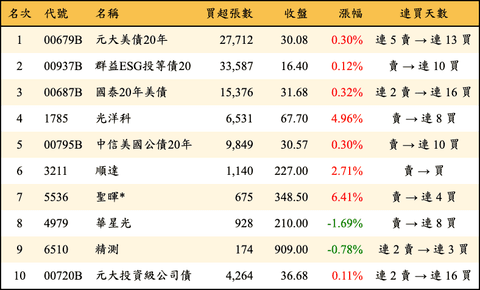 名次 代號 名稱 買超張數 收盤 漲幅 連買天數
1 00679B 元大美債20年 27,712 30.08 0.30% 連 5 賣 → 連 13 買
2 00937B 群益ESG投等債20 33,587 16.40 0.12% 賣 → 連 10 買
3 00687B 國泰20年美債 15,376 31.68 0.32% 連 2 賣 → 連 16 買
4 1785 光洋科 6,531 67.70 4.96% 賣 → 連 8 買
5 00795B 中信美國公債20年 9,849 30.57 0.30% 賣 → 連 10 買
6 3211 順達 1,140 227.00 2.71% 賣 → 買
7 5536 聖暉* 675 348.50 6.41% 賣 → 連 4 買
8 4979 華星光 928 210.00 -1.69% 賣 → 連 8 買
9 6510 精測 174 909.00 -0.78% 連 2 賣 → 連 3 買
10 00720B 元大投資級公司債 4,264 36.68 0.11% 連 2 賣 → 連 16 買